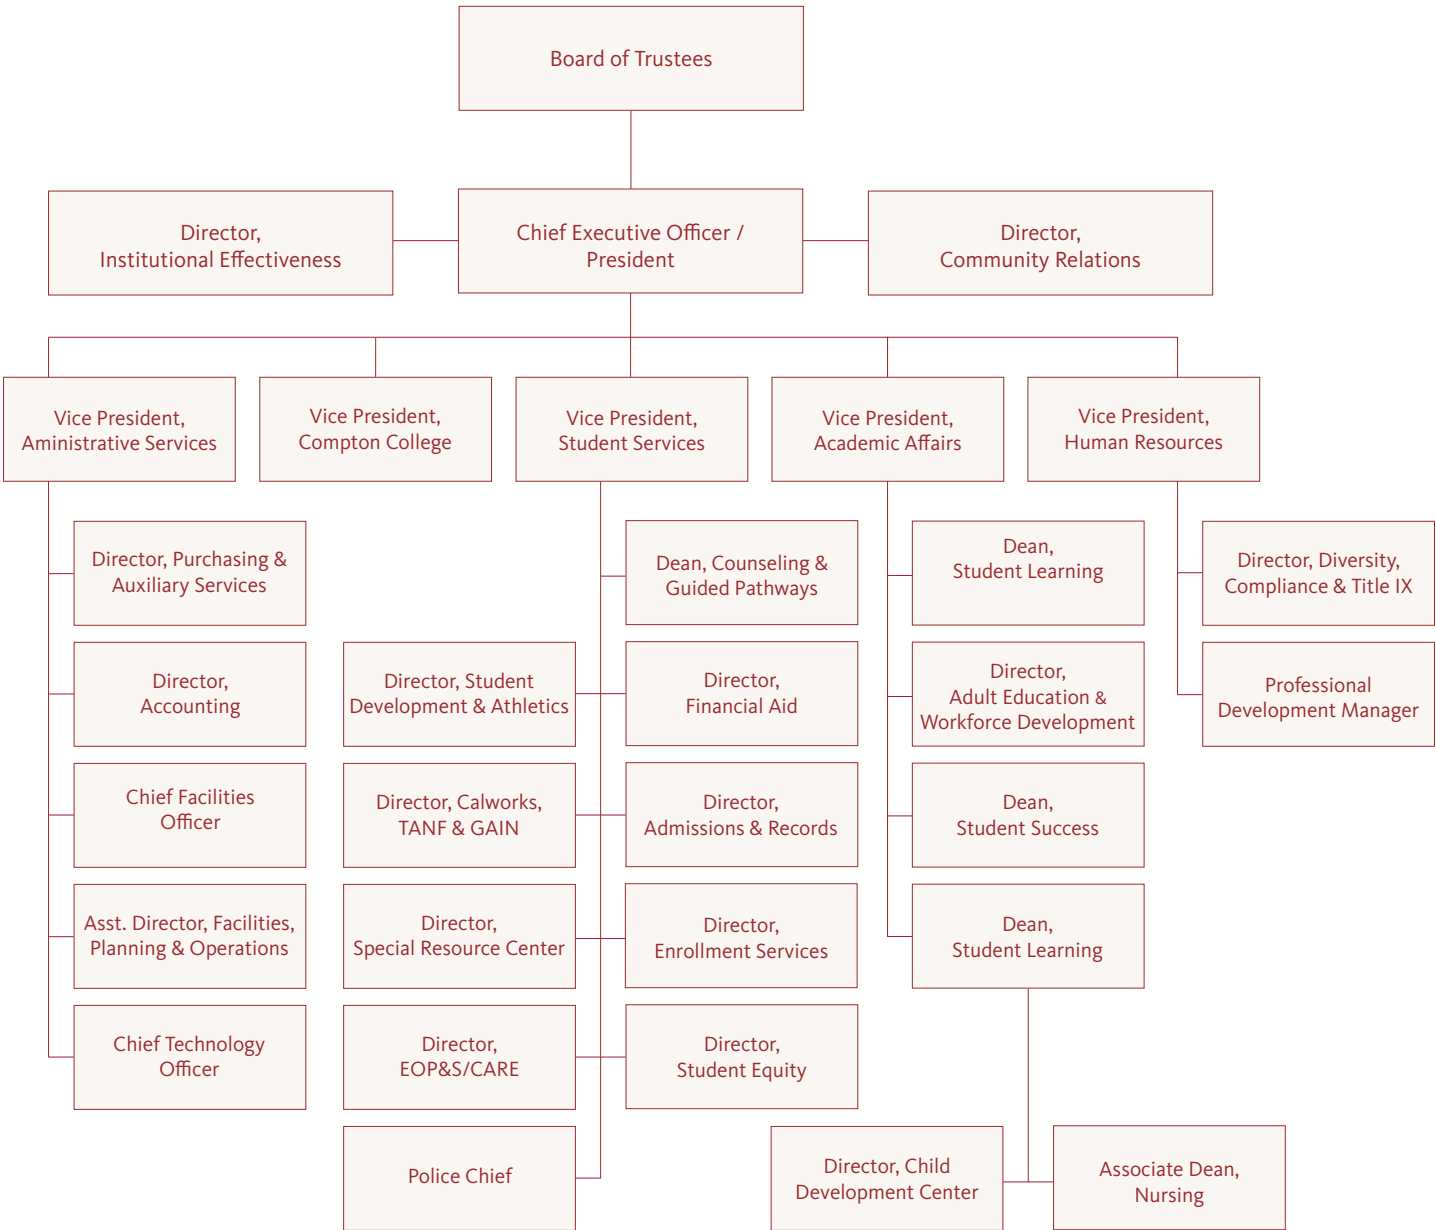 Board of Trustees
Director,
Institutional Effectiveness
Chief Executive Officer /
President
Director,
Community Relations
Vice President,
Aministrative Services
Vice President,
Compton College
Vice President,
Student Services
Vice President,
Academic Affairs
Vice President,
Human Resources
Director, Purchasing &
Auxiliary Services
Dean, Counseling &
Guided Pathways
Dean,
Student Learning
Director, Diversity,
Compliance & Title IX
Director,
Accounting
Director, Student
Development & Athletics
Director,
Financial Aid
Director,
Adult Education &
Workforce Development
Professional
Development Manager
Chief Facilities
Officer
Director, Calworks,
TANF & GAIN
Director,
Admissions & Records
Dean,
Student Success
Asst. Director, Facilities,
Planning & Operations
Director,
Special Resource Center
Director,
Enrollment Services
Dean,
Student Learning
Chief Technology
Officer
Director,
EOP&S/CARE
Director,
Student Equity
Police Chief
Director, Child
Development Center
Associate Dean,
Nursing